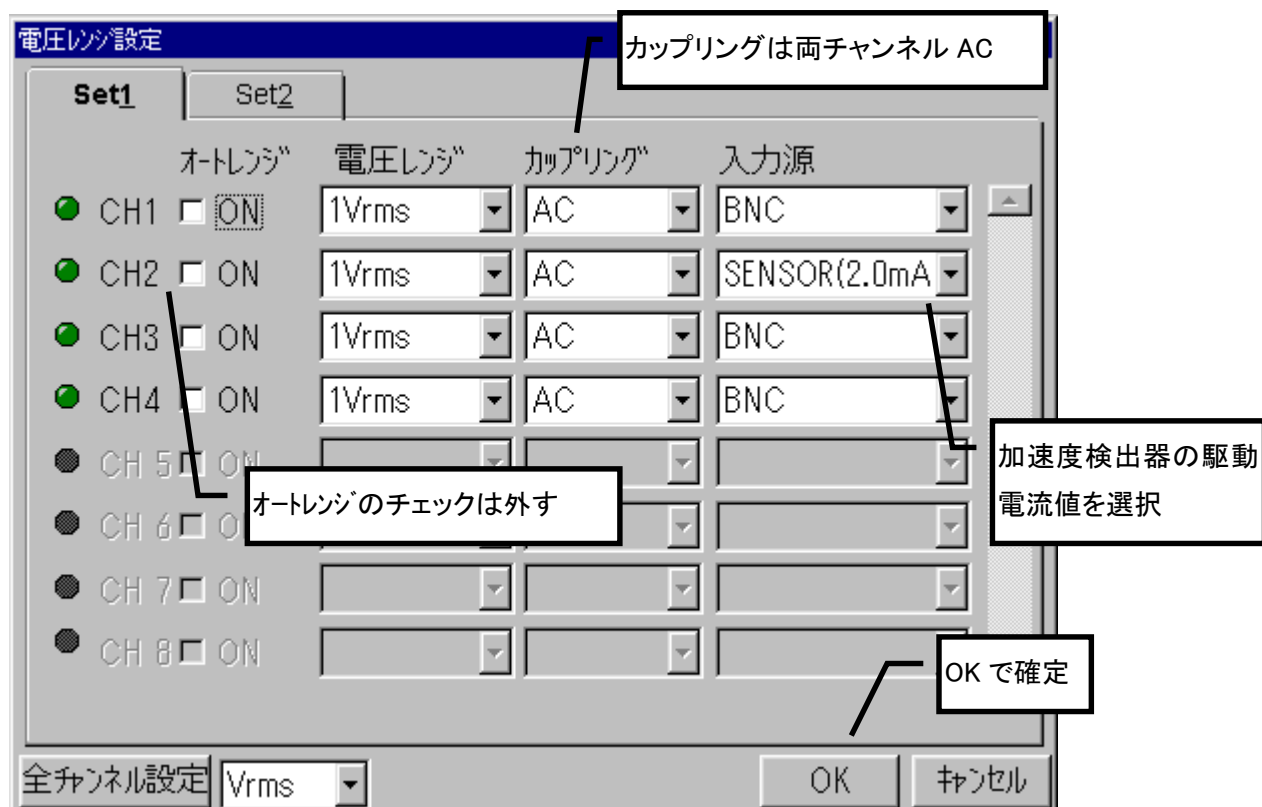 電圧レンジ設定
カップリングは両チャンネル AC
Set1 Set2
オートレンジ 電圧レンジ カップリング 入力源
CH1 ON 1Vrms AC BNC
CH2 ON 1Vrms AC SENSOR(2.0mA
CH3 ON 1Vrms AC BNC
CH4 ON 1Vrms AC BNC
CH 5 ON
加速度検出器の駆動
電流値を選択
オートレンジのチェックは外す
CH 6 ON
CH 7 ON
CH 8 ON
OK で確定
全チャンネル設定 Vrms OK キャンセル